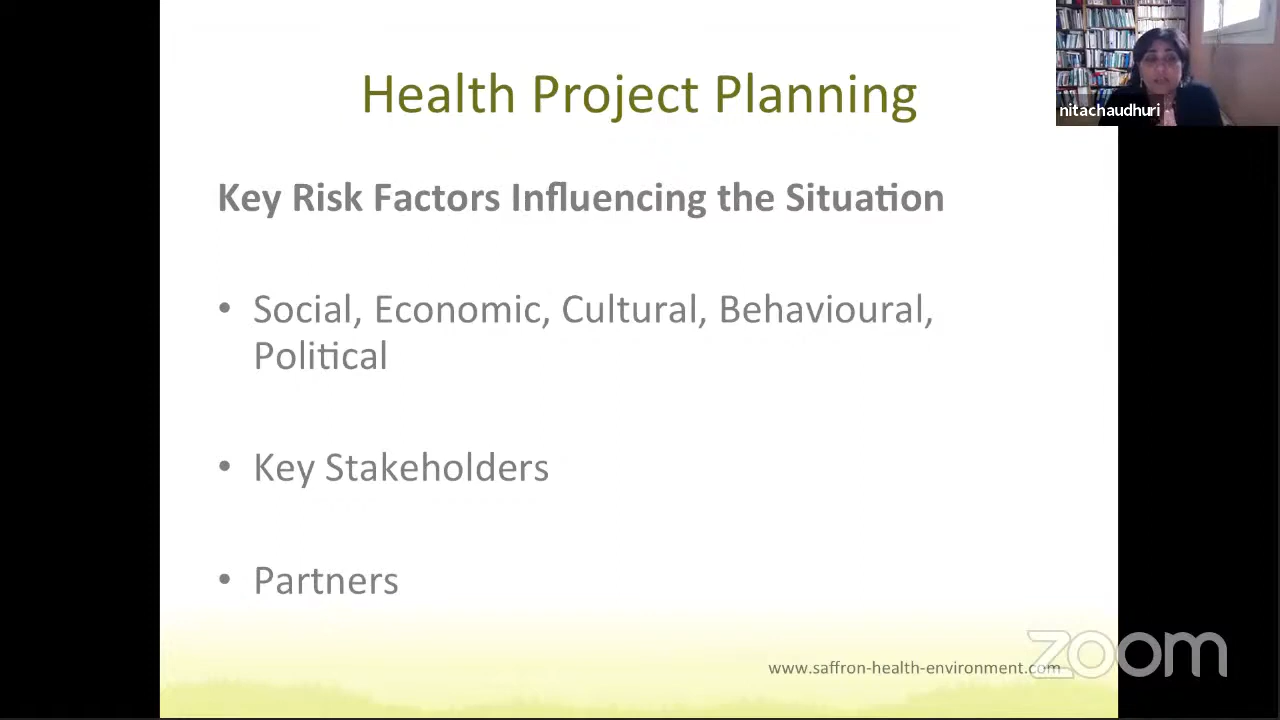 Health Project Planning
nitachaudhuri
Key Risk Factors Influencing the Situation
• Social, Economic, Cultural, Behavioural,
Political
• Key Stakeholders
• Partners
www.saffron-health-environment.com
zoom